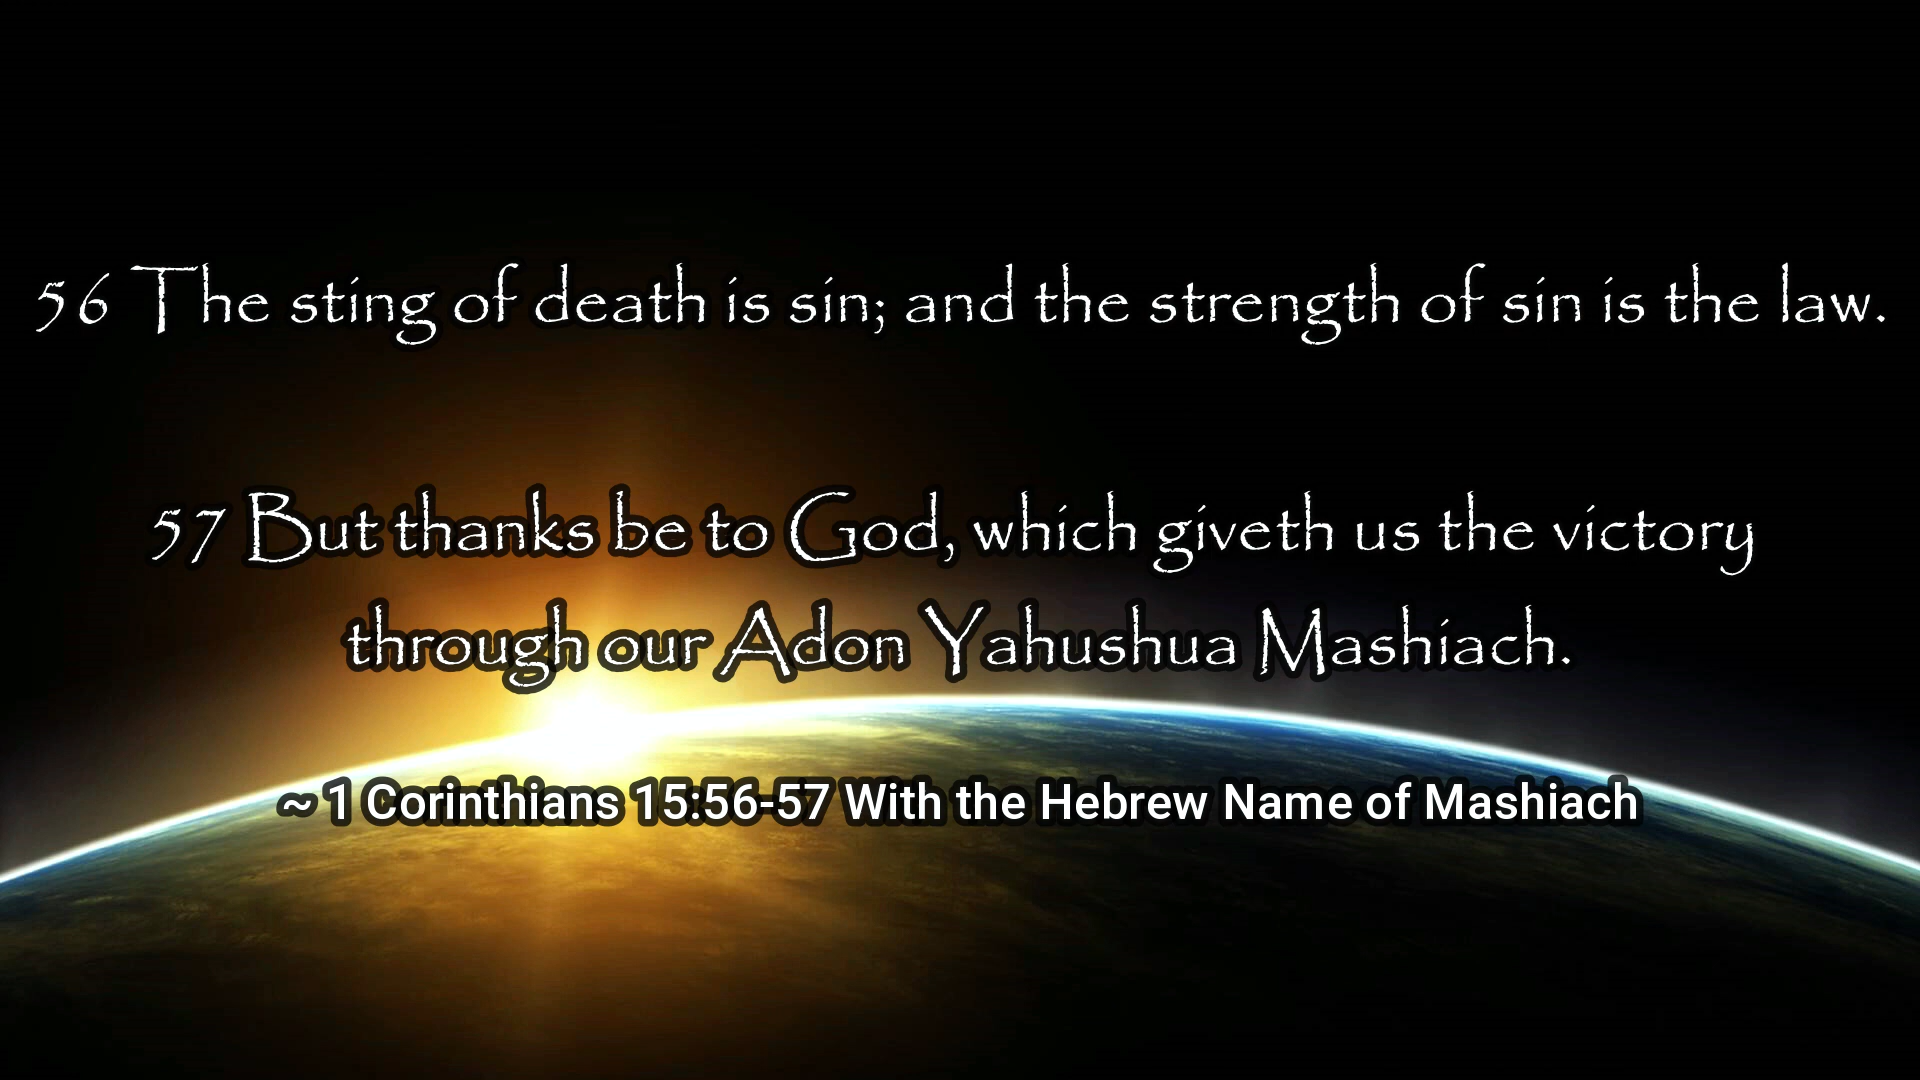 56 The sting of death is sin; and the strength of sin is the law.
57 But thanks be to God, which giveth us the victory
through our Adon Yahushua Mashiach.
~ 1 Corinthians 15:56-57 With the Hebrew Name of Mashiach